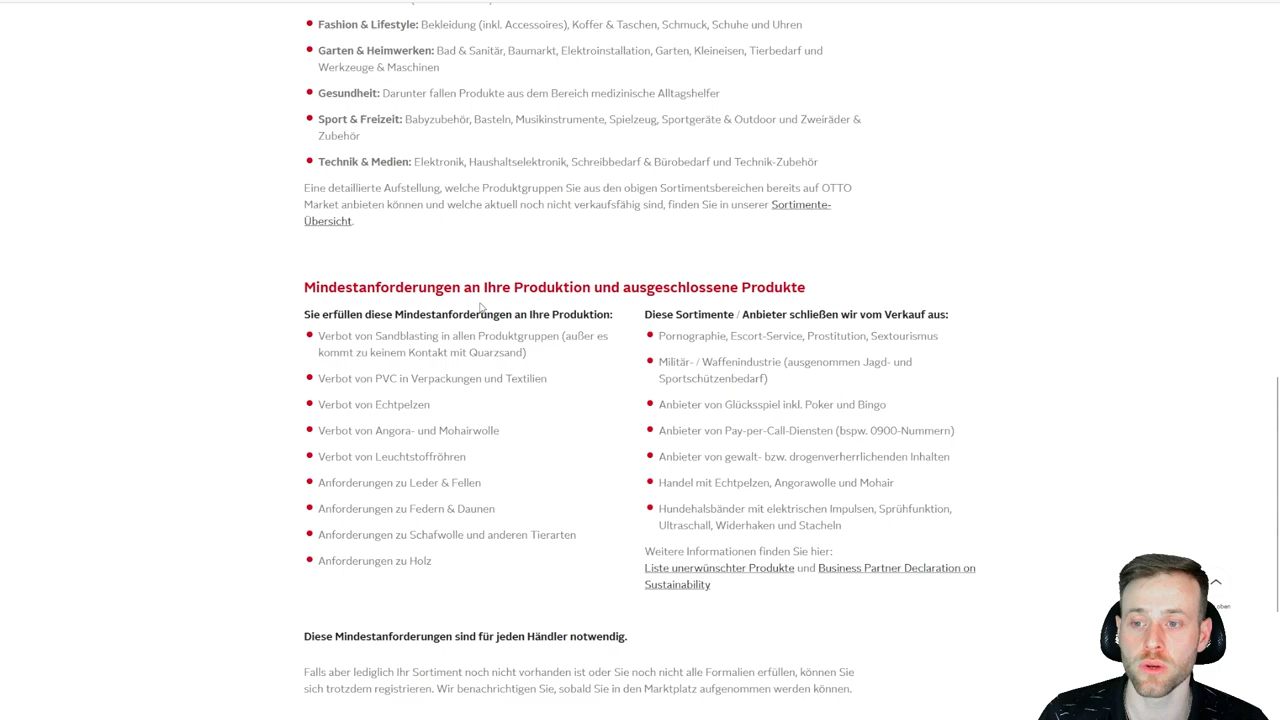 Fashion & Lifestyle: Bekleidung (inkl. Accessoires), Koffer & Taschen, Schmuck, Schuhe und Uhren
Garten & Heimwerken: Bad & Sanitär, Baumarkt, Elektroinstallation, Garten, Kleineisen, Tierbedarf und
Werkzeuge & Maschinen
Gesundheit: Darunter fallen Produkte aus dem Bereich medizinische Alltagshelfer
Sport & Freizeit: Babyzubehör, Basteln, Musikinstrumente, Spielzeug, Sportgeräte & Outdoor und Zweiräder &
Zubehör
Technik & Medien: Elektronik, Haushaltselektronik, Schreibbedarf & Bürobedarf und Technik-Zubehör
Eine detaillierte Aufstellung, welche Produktgruppen Sie aus den obigen Sortimentsbereichen bereits auf OTTO
Market anbieten können und welche aktuell noch nicht verkaufsfähig sind, finden Sie in unserer Sortimente-
Übersicht.
Mindestanforderungen an Ihre Produktion und ausgeschlossene Produkte
Sie erfüllen diese Mindestanforderungen an Ihre Produktion:
Verbot von Sandblasting in allen Produktgruppen (außer es
kommt zu keinem Kontakt mit Quarzsand)
Verbot von PVC in Verpackungen und Textilien
Verbot von Echtpelzen
Verbot von Angora- und Mohairwolle
Verbot von Leuchtstoffröhren
Anforderungen zu Leder & Fellen
Anforderungen zu Federn & Daunen
Anforderungen zu Schafwolle und anderen Tierarten
Anforderungen zu Holz
Diese Sortimente / Anbieter schließen wir vom Verkauf aus:
Pornographie, Escort-Service, Prostitution, Sextourismus
Militär- / Waffenindustrie (ausgenommen Jagd- und
Sportschützenbedarf)
Anbieter von Glücksspiel inkl. Poker und Bingo
Anbieter von Pay-per-Call-Diensten (bspw. 0900-Nummern)
Anbieter von gewalt- bzw. drogenverherrlichenden Inhalten
Handel mit Echtpelzen, Angorawolle und Mohair
Hundehalsbänder mit elektrischen Impulsen, Sprühfunktion,
Ultraschall, Widerhaken und Stacheln
Weitere Informationen finden Sie hier:
Liste unerwünschter Produkte und Business Partner Declaration on
Sustainability
oben
Diese Mindestanforderungen sind für jeden Händler notwendig.
Falls aber lediglich Ihr Sortiment noch nicht vorhanden ist oder Sie noch nicht alle Formalien erfüllen, können Sie
sich trotzdem registrieren. Wir benachrichtigen Sie, sobald Sie in den Marktplatz aufgenommen werden können.